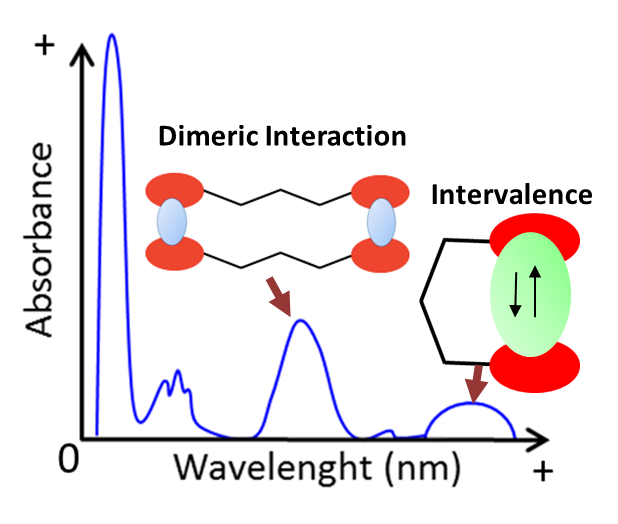 +
Dimeric Interaction
Intervalence
Absorbance
0
Wavelenght (nm)
+